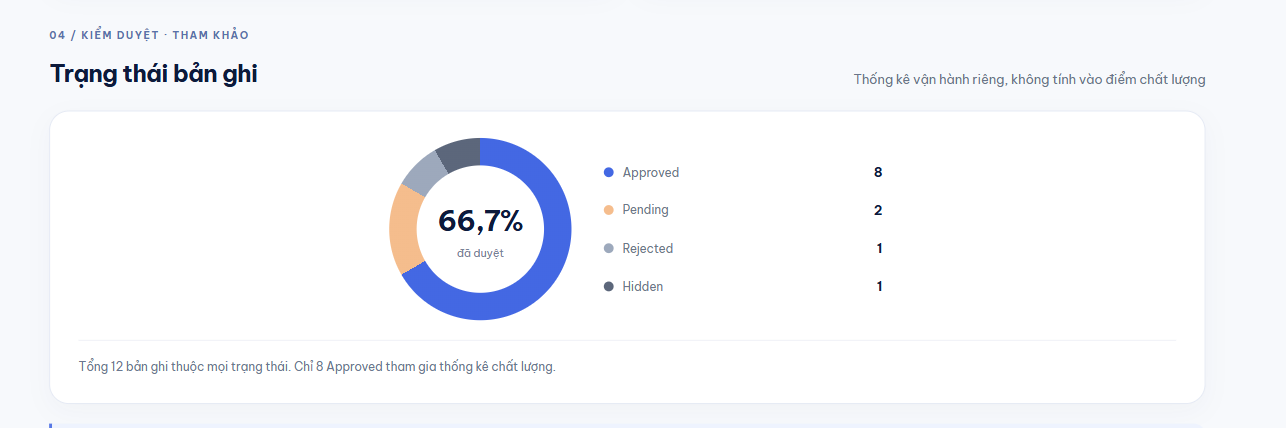 04 / KIỂM DUYỆT · THAM KHẢO
Trạng thái bản ghi
Thống kê vận hành riêng, không tính vào điểm chất lượng
66,7%
đã duyệt
Approved 8
Pending 2
Rejected 1
Hidden 1
Tổng 12 bản ghi thuộc mọi trạng thái. Chỉ 8 Approved tham gia thống kê chất lượng.